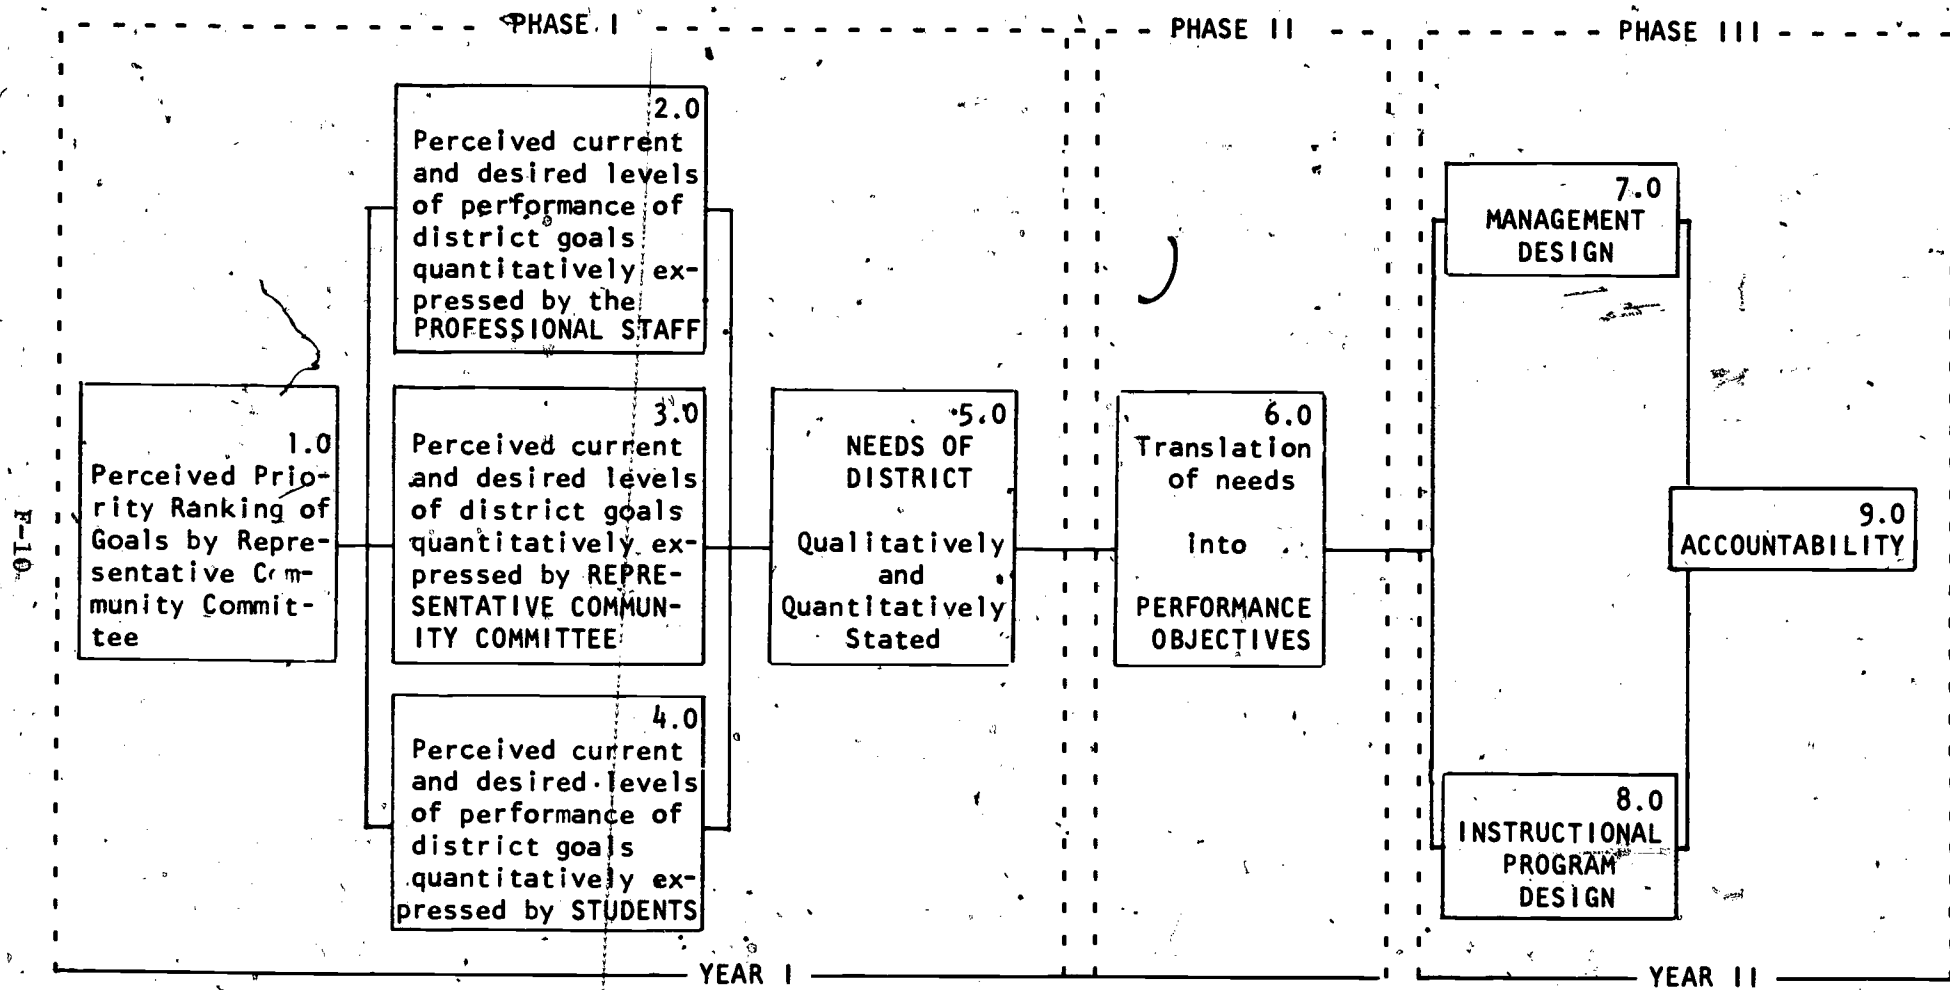 PHASE I
PHASE II
PHASE III
1.0
Perceived Prio-
rity Ranking of
Goals by Repre-
sentative C m-
munity Commit-
tee
2.0
Perceived current
and desired levels
of performance of
district goals
quantitatively ex-
pressed by the
PROFESSIONAL STAFF
3.0
Perceived current
and desired levels
of district goals
quantitatively ex-
pressed by REPRE-
SENTATIVE COMMUN-
ITY COMMITTEE
4.0
Perceived current
and desired levels
of performance of
district goals
quantitatively ex-
pressed by STUDENTS
5.0
NEEDS OF
DISTRICT
Qualitatively
and
Quantitatively
Stated
6.0
Translation
of needs
into
PERFORMANCE
OBJECTIVES
7.0
MANAGEMENT
DESIGN
8.0
INSTRUCTIONAL
PROGRAM
DESIGN
9.0
ACCOUNTABILITY
YEAR I
YEAR II
F-10